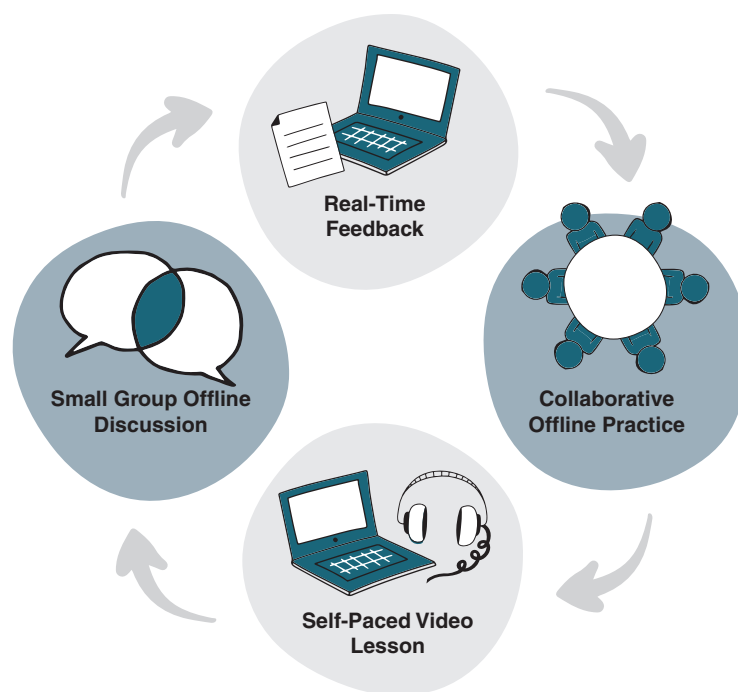 Real-Time
Feedback
Collaborative
Offline Practice
Self-Paced Video
Lesson
Small Group Offline
Discussion